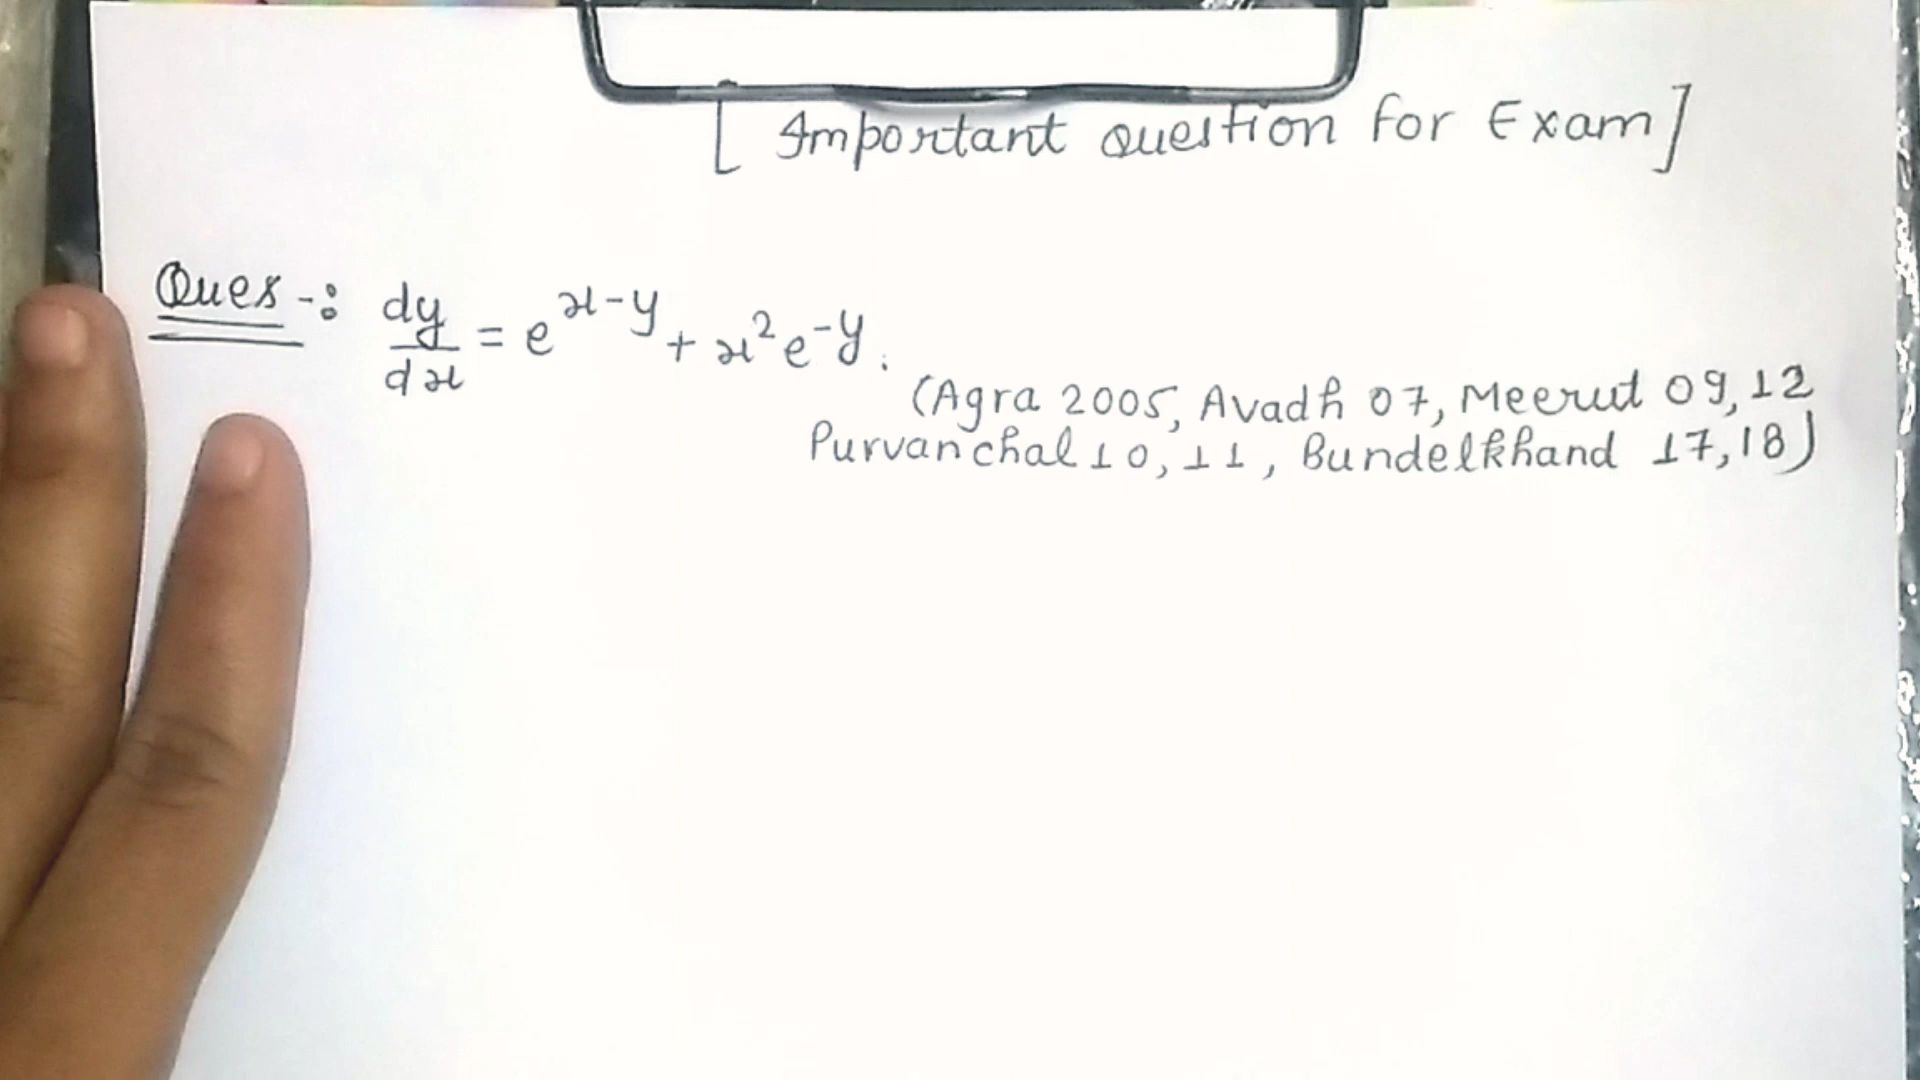 [ Important question for Exam]
Ques -: dy/dx = e^{x-y} + x^2 e^{-y}.
(Agra 2005, Avadh 07, Meerut 09,12
Purvanchal 10, 11, Bundelkhand 17,18)